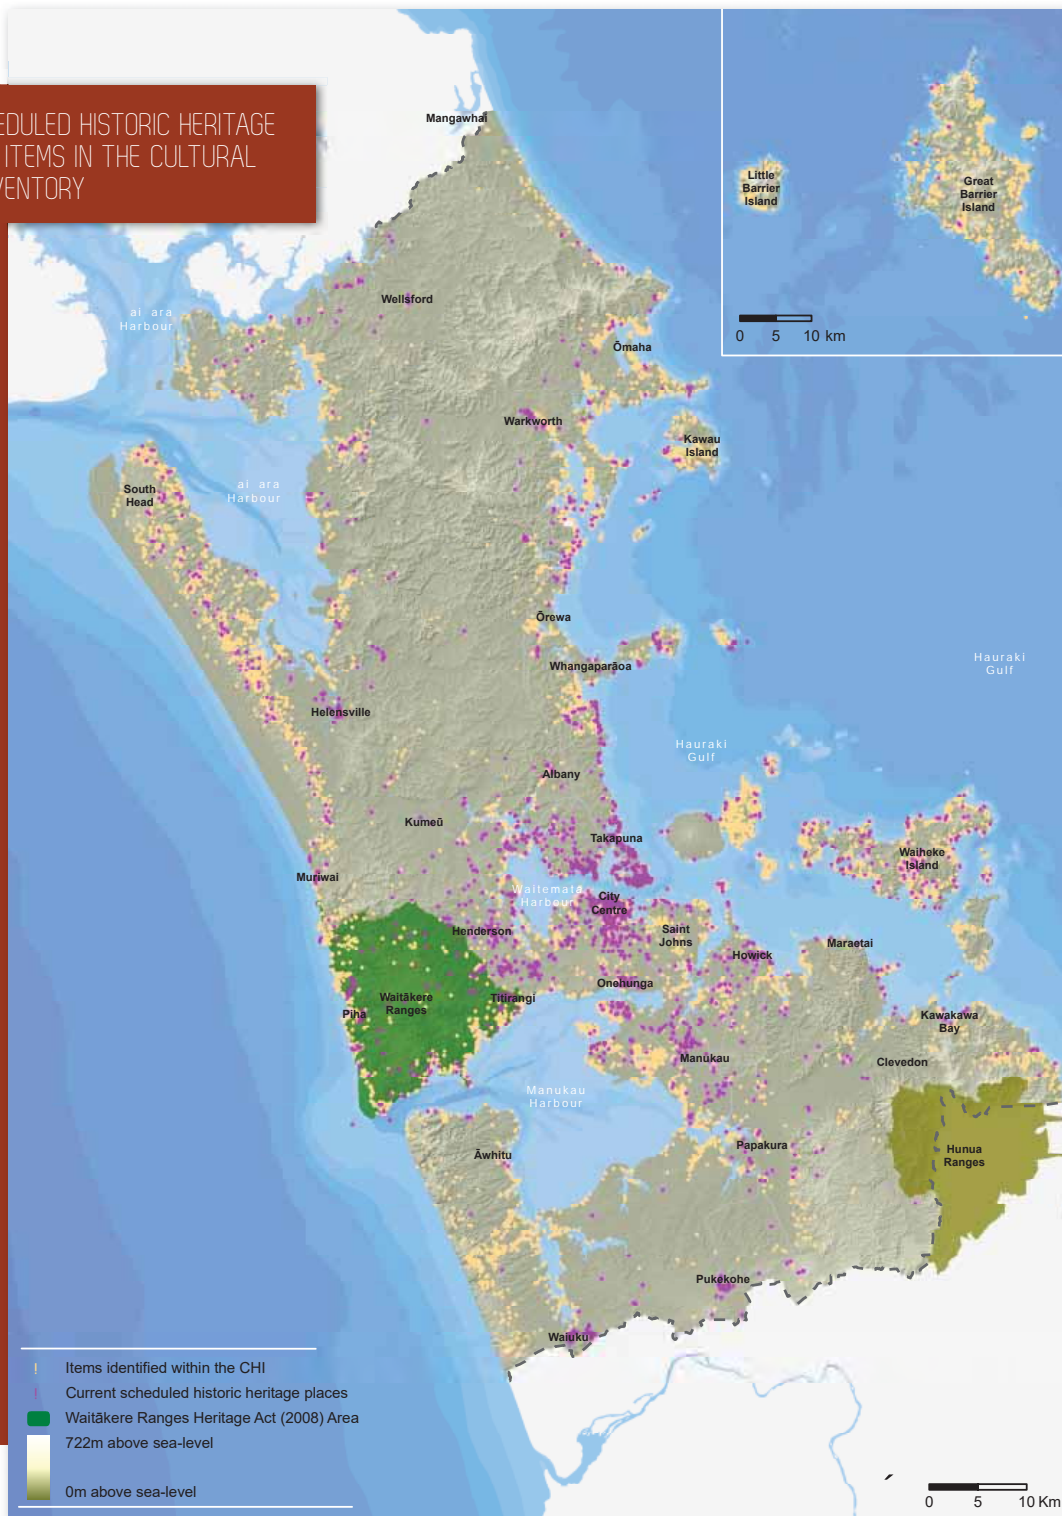 EDULED HISTORIC HERITAGE
ITEMS IN THE CULTURAL
VENTORY
Mangawhai
Little
Barrier
Island
Great
Barrier
Island
0 5 10 km
Wellsford
ai ara
Harbour
Ōmaha
Warkworth
Kawau
Island
South
Head
ai ara
Harbour
Ōrewa
Whangaparāoa
Hauraki
Gulf
Helensville
Hauraki
Gulf
Albany
Kumeū
Takapuna
Waiheke
Island
Muriwai
Waitematā
Harbour
City
Centre
Henderson
Saint
Johns
Maraetai
Howick
Onehunga
Waitākere
Ranges
Titirangi
Piha
Kawakawa
Bay
Manukau
Clevedon
Manukau
Harbour
Papakura
Āwhitu
Hunua
Ranges
Pukekohe
Waiuku
! Items identified within the CHI
! Current scheduled historic heritage places
Waitākere Ranges Heritage Act (2008) Area
722m above sea-level
0m above sea-level
0 5 10 Km